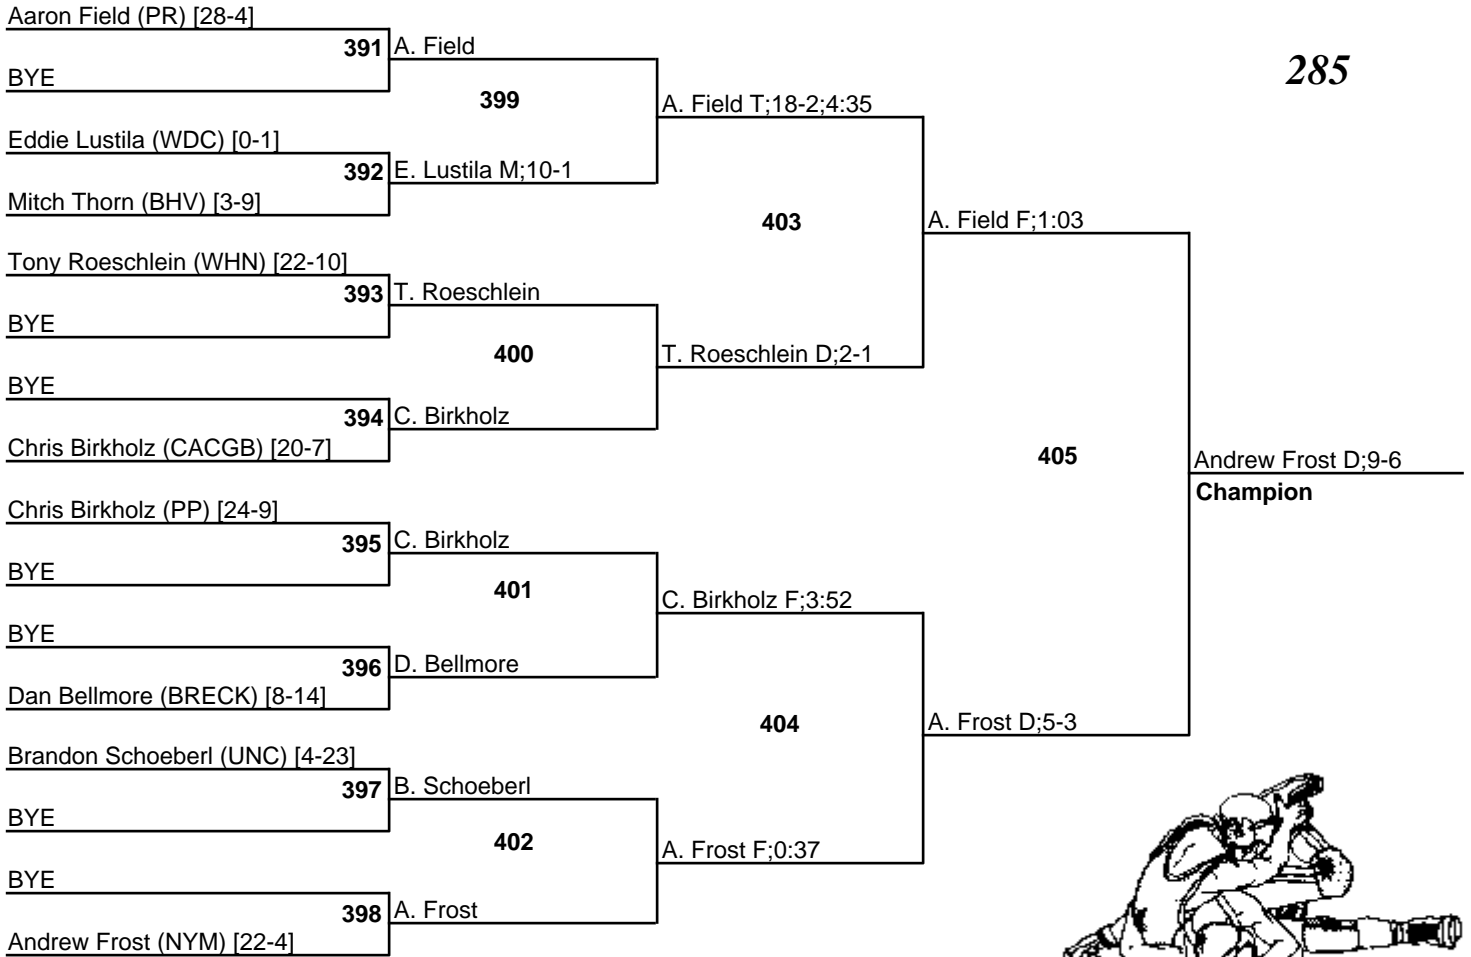 Aaron Field (PR) [28-4]
391 A. Field
BYE
285
399
A. Field T;18-2;4:35
Eddie Lustila (WDC) [0-1]
392 E. Lustila M;10-1
Mitch Thorn (BHV) [3-9]
403
A. Field F;1:03
Tony Roeschlein (WHN) [22-10]
393 T. Roeschlein
BYE
400
T. Roeschlein D;2-1
BYE
394 C. Birkholz
Chris Birkholz (CACGB) [20-7]
405
Andrew Frost D;9-6
Champion
Chris Birkholz (PP) [24-9]
395 C. Birkholz
BYE
401
C. Birkholz F;3:52
BYE
396 D. Bellmore
Dan Bellmore (BRECK) [8-14]
404
A. Frost D;5-3
Brandon Schoeberl (UNC) [4-23]
397 B. Schoeberl
BYE
402
A. Frost F;0:37
BYE
398 A. Frost
Andrew Frost (NYM) [22-4]